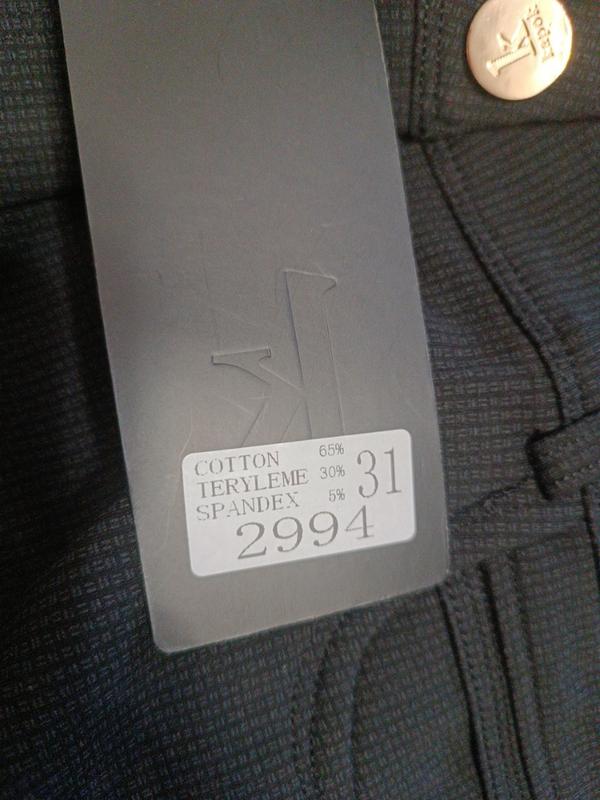 COTTON 65%
TERYLEME 30%
SPANDEX 5%
31
2994
k